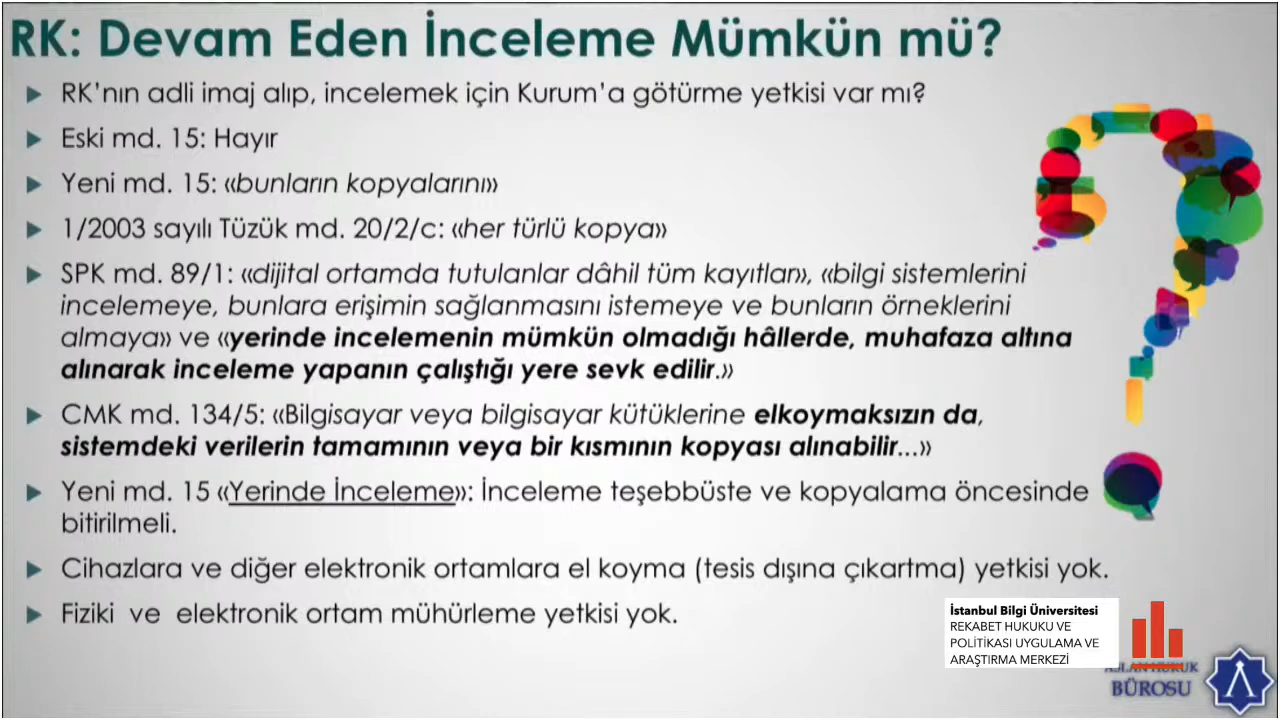 RK: Devam Eden İnceleme Mümkün mü?
RK’nın adli imaj alıp, incelemek için Kurum’a götürme yetkisi var mı?
Eski md. 15: Hayır
Yeni md. 15: «bunların kopyalarını»
1/2003 sayılı Tüzük md. 20/2/c: «her türlü kopya»
SPK md. 89/1: «dijital ortamda tutulanlar dâhil tüm kayıtlar», «bilgi sistemlerini
incelemeye, bunlara erişimin sağlanmasını istemeye ve bunların örneklerini
almaya» ve «yerinde incelemenin mümkün olmadığı hâllerde, muhafaza altına
alınarak inceleme yapanın çalıştığı yere sevk edilir.»
CMK md. 134/5: «Bilgisayar veya bilgisayar kütüklerine elkoymaksızın da,
sistemdeki verilerin tamamının veya bir kısmının kopyası alınabilir...»
Yeni md. 15 «Yerinde İnceleme»: İnceleme teşebbüste ve kopyalama öncesinde
bitirilmeli.
Cihazlara ve diğer elektronik ortamlara el koyma (tesis dışına çıkartma) yetkisi yok.
Fiziki ve elektronik ortam mühürleme yetkisi yok.
İstanbul Bilgi Üniversitesi
REKABET HUKUKU VE
POLİTİKASI UYGULAMA VE
ARAŞTIRMA MERKEZİ
ASLAN HUKUK
BÜROSU